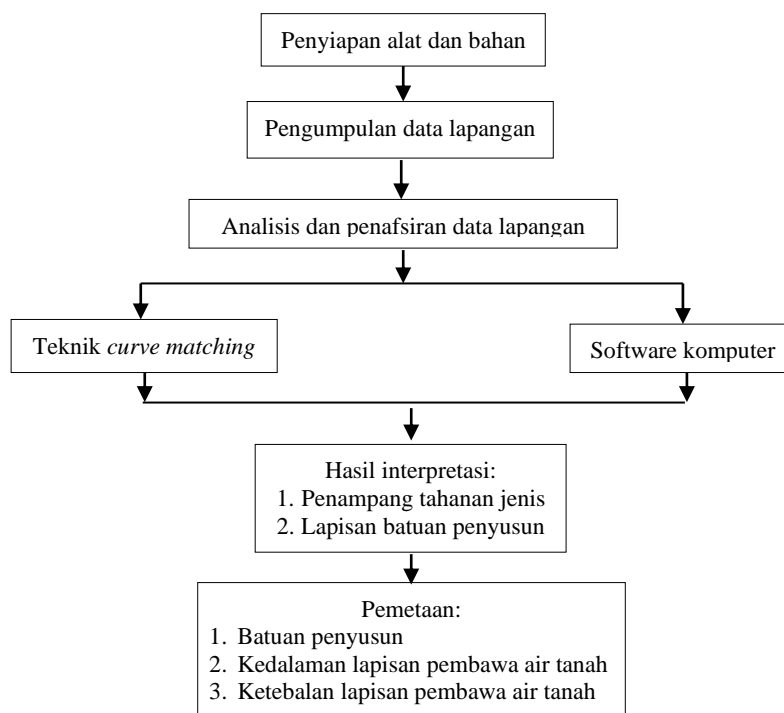 Penyiapan alat dan bahan
Pengumpulan data lapangan
Analisis dan penafsiran data lapangan
Teknik curve matching
Software komputer
Hasil interpretasi:
1. Penampang tahanan jenis
2. Lapisan batuan penyusun
Pemetaan:
1. Batuan penyusun
2. Kedalaman lapisan pembawa air tanah
3. Ketebalan lapisan pembawa air tanah